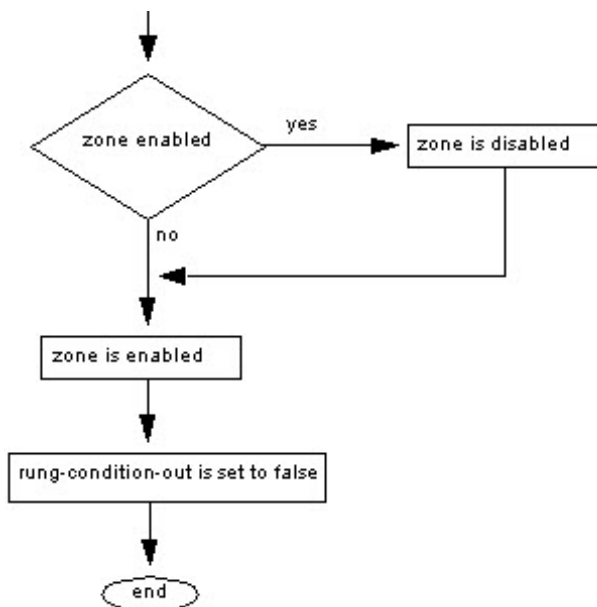 zone enabled
yes
zone is disabled
no
zone is enabled
rung-condition-out is set to false
end